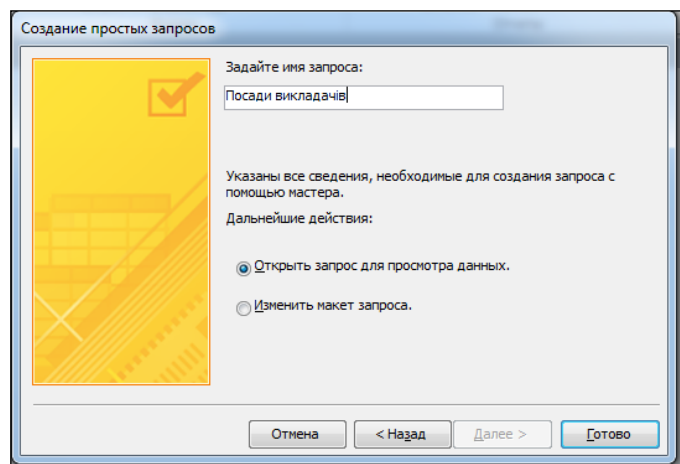 Создание простых запросов
Задайте имя запроса:
Посади викладачів
Указаны все сведения, необходимые для создания запроса с
помощью мастера.
Дальнейшие действия:
Открыть запрос для просмотра данных.
Изменить макет запроса.
Отмена < Назад Далее > Готово